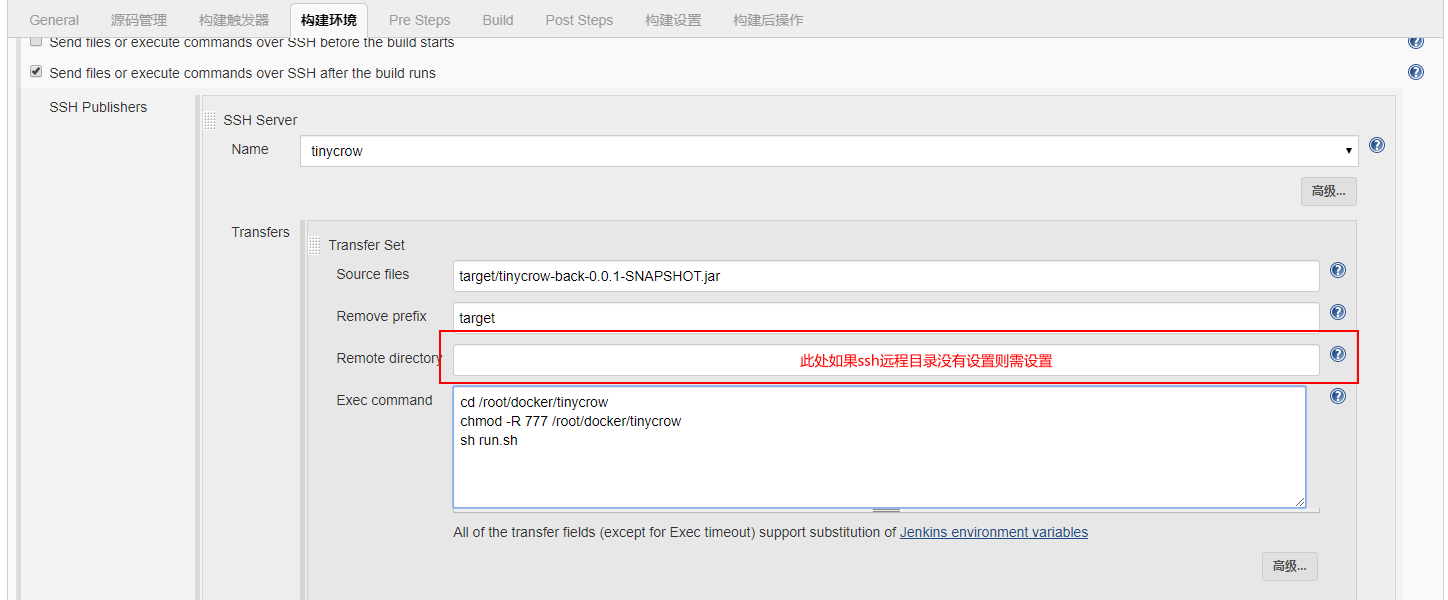 General 源码管理 构建触发器 构建环境 Pre Steps Build Post Steps 构建设置 构建后操作
Send files or execute commands over SSH before the build starts
Send files or execute commands over SSH after the build runs
SSH Publishers
SSH Server
Name tinycrow
高级...
Transfers
Transfer Set
Source files target/tinycrow-back-0.0.1-SNAPSHOT.jar
Remove prefix target
Remote directory 此处如果ssh远程目录没有设置则需设置
Exec command cd /root/docker/tinycrow
chmod -R 777 /root/docker/tinycrow
sh run.sh
All of the transfer fields (except for Exec timeout) support substitution of Jenkins environment variables
高级...